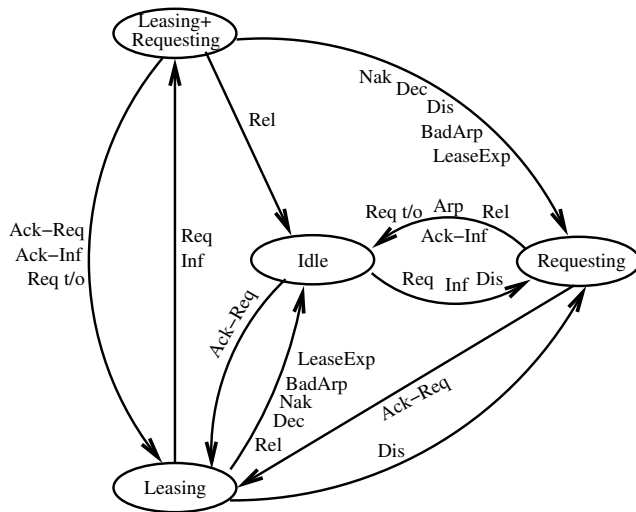 Leasing+
Requesting
Nak
Dec
Dis
BadArp
LeaseExp
Rel
Req t/o
Arp
Rel
Ack-Inf
Ack-Req
Ack-Inf
Req t/o
Req
Inf
Idle
Requesting
Req
Inf
Dis
Ack-Req
LeaseExp
BadArp
Nak
Dec
Rel
Ack-Req
Dis
Leasing